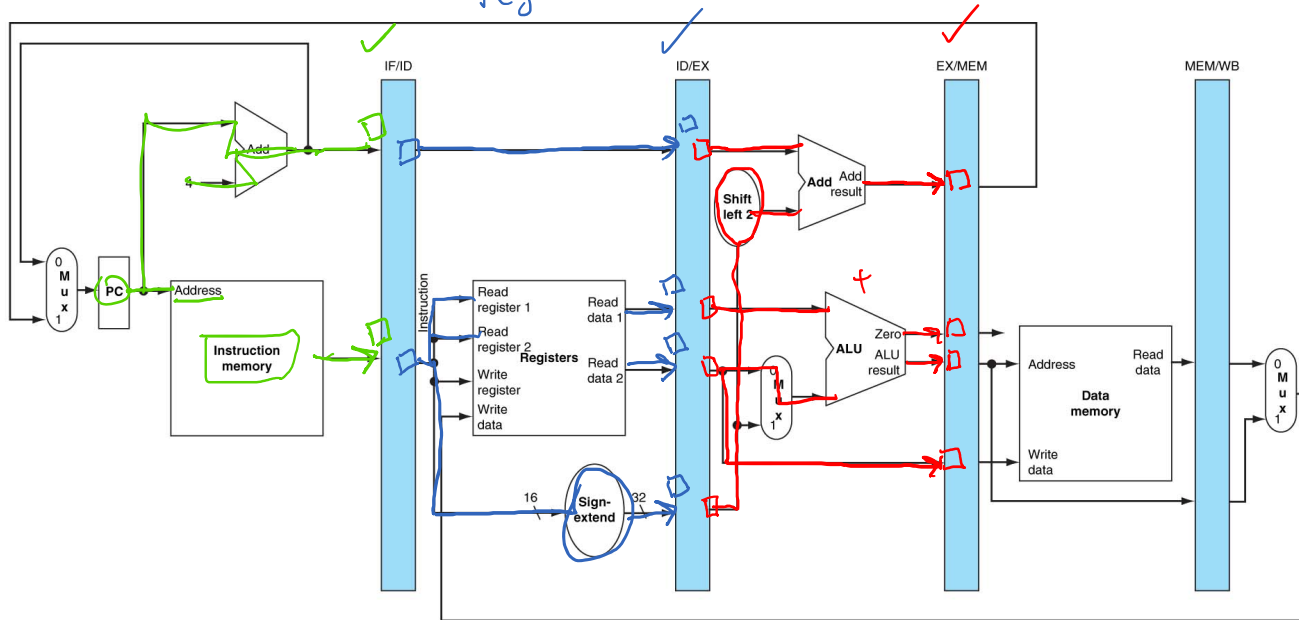 reg
IF/ID
ID/EX
EX/MEM
MEM/WB
Add
4
Shift
left 2
Add
Add
result
0
M
u
x
1
PC
Address
Instruction
memory
Instruction
Read
register 1
Read
register 2
Write
register
Write
data
Registers
Read
data 1
Read
data 2
16
Sign-
extend
32
0
M
u
x
1
+
ALU
Zero
ALU
result
Address
Write
data
Data
memory
Read
data
0
M
u
x
1